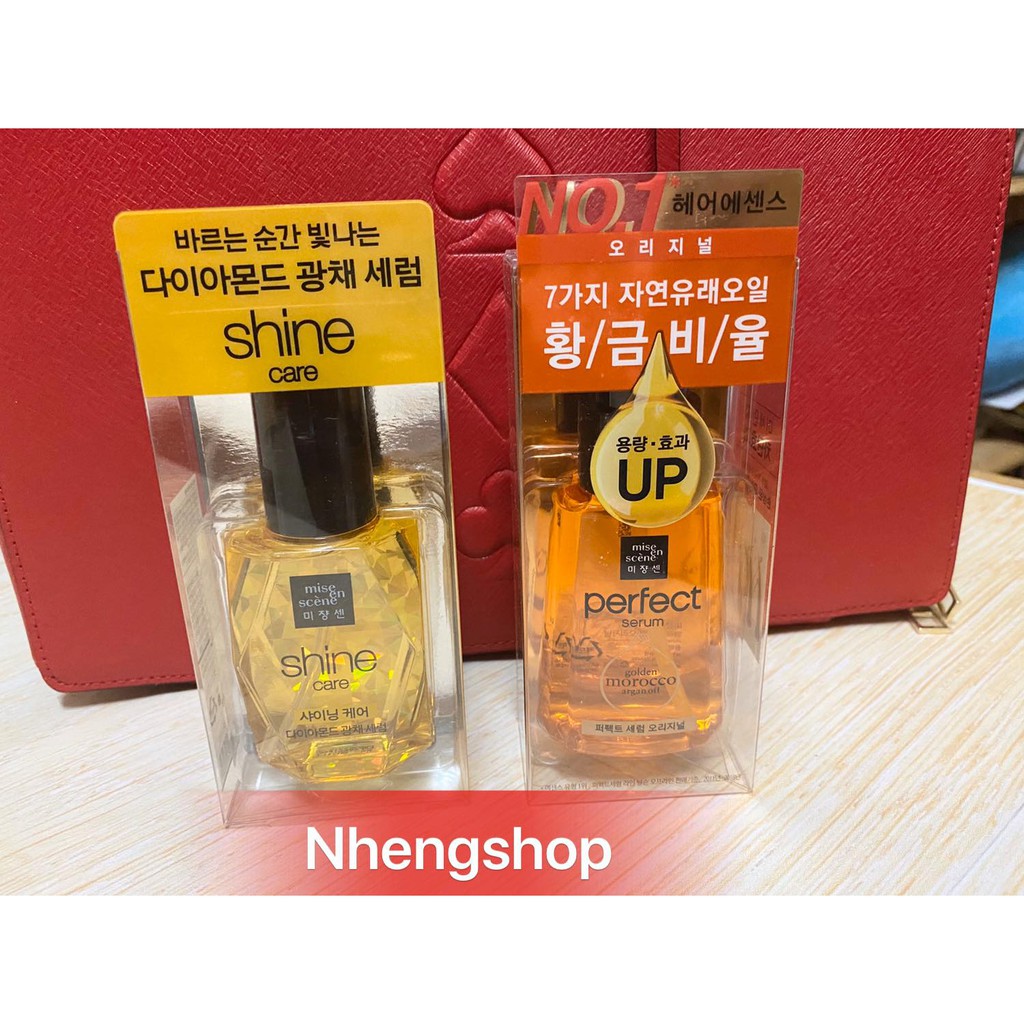 바르는 순간 빛나는
다이아몬드 광채 세럼
shine
care
mise
en
scène
미쟝센
shine
care
샤이닝 케어
다이아몬드 광채 세럼
NO.1* 헤어에센스
오리지널
7가지 자연유래오일
황/금/비/율
용량·효과
UP
mise
en
scène
미쟝센
perfect
serum
golden
morocco
argan oil
퍼펙트 세럼 오리지널
Nhengshop